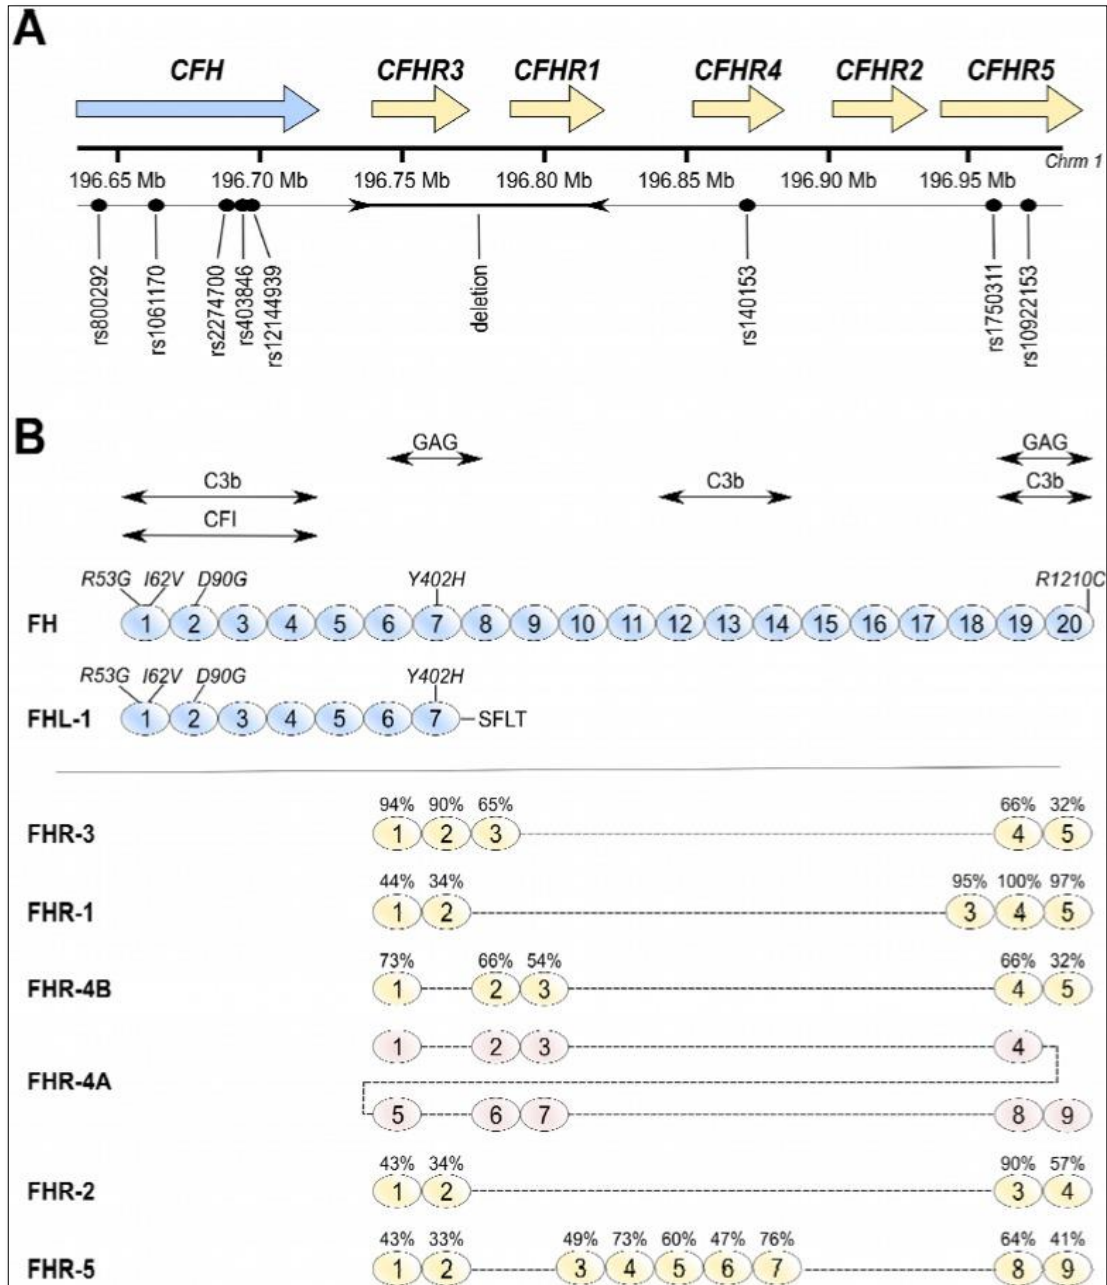 A
CFH CFHR3 CFHR1 CFHR4 CFHR2 CFHR5
Chrm 1
196.65 Mb 196.70 Mb 196.75 Mb 196.80 Mb 196.85 Mb 196.90 Mb 196.95 Mb
rs800292 rs1061170 rs2274700 rs403846 rs12144939 deletion rs140153 rs1750311 rs10922153
B
GAG GAG
C3b C3b C3b
CFI
R53G I62V D90G Y402H R1210C
FH 1 2 3 4 5 6 7 8 9 10 11 12 13 14 15 16 17 18 19 20
R53G I62V D90G Y402H
FHL-1 1 2 3 4 5 6 7 SFLT
94% 90% 65% 66% 32%
FHR-3 1 2 3 4 5
44% 34% 95% 100% 97%
FHR-1 1 2 3 4 5
73% 66% 54% 66% 32%
FHR-4B 1 2 3 4 5
1 2 3 4
FHR-4A
5 6 7 8 9
43% 34% 90% 57%
FHR-2 1 2 3 4
43% 33% 49% 73% 60% 47% 76% 64% 41%
FHR-5 1 2 3 4 5 6 7 8 9